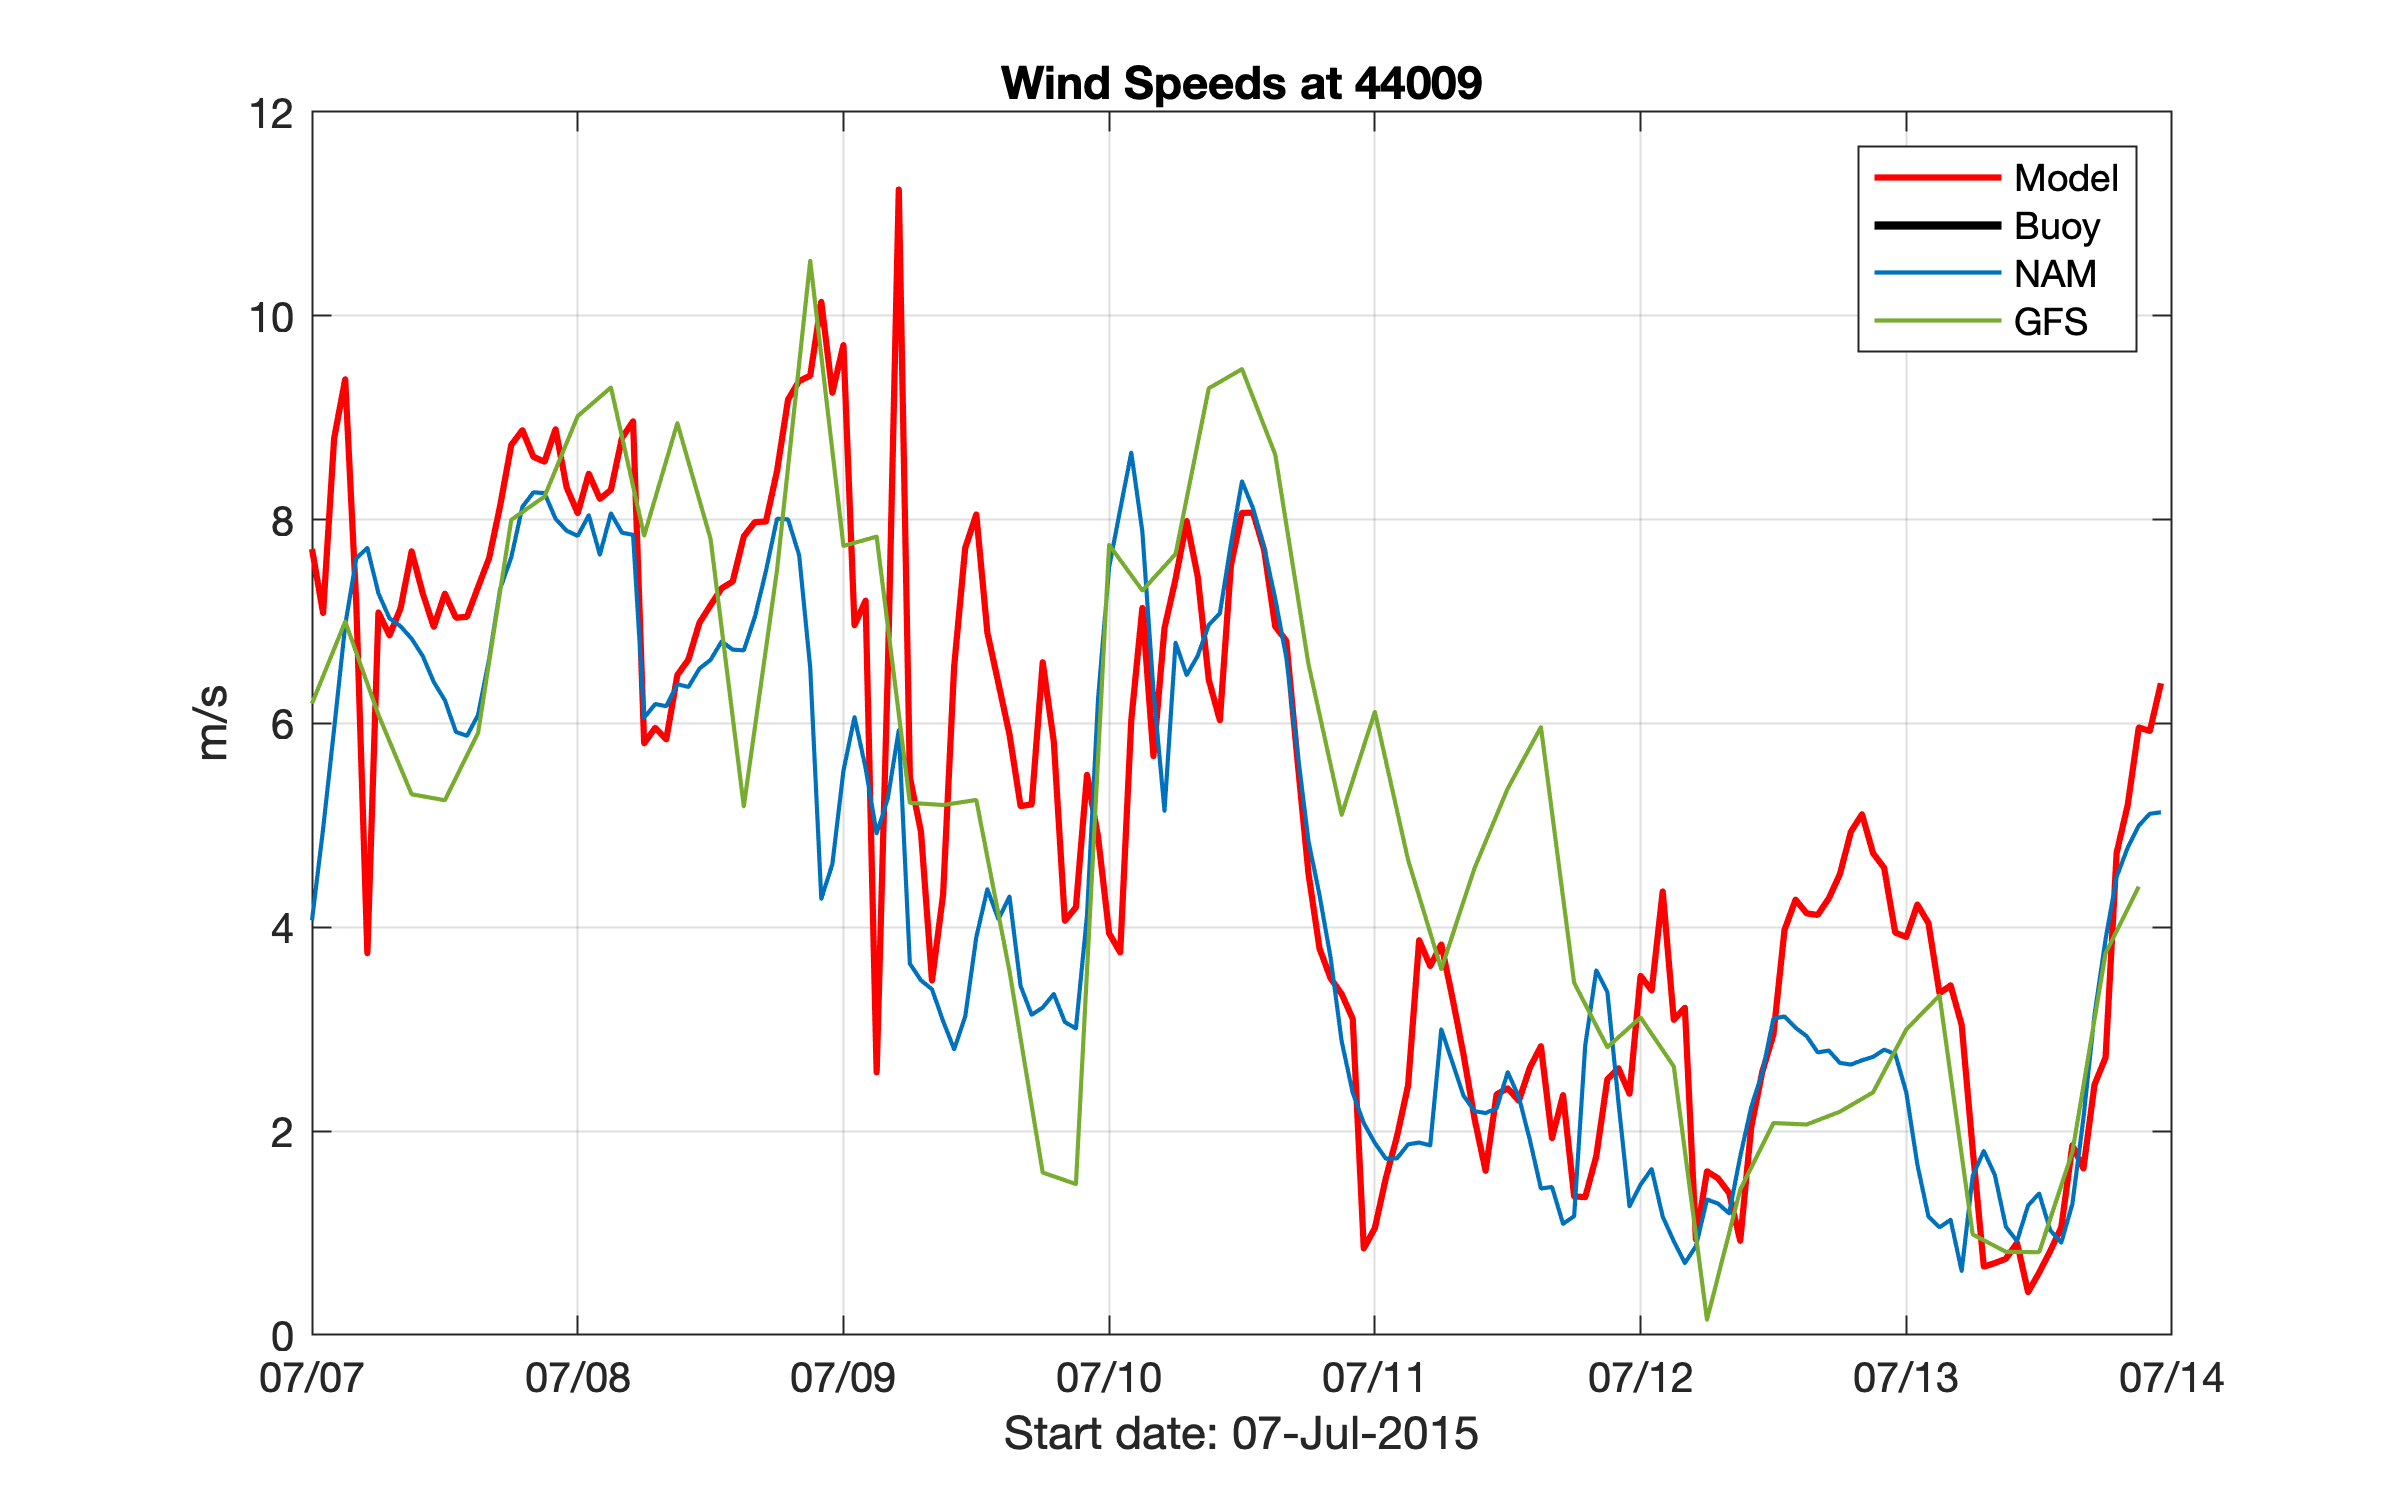 Wind Speeds at 44009
12
10
8
6
4
2
0
m/s
Model
Buoy
NAM
GFS
07/07 07/08 07/09 07/10 07/11 07/12 07/13 07/14
Start date: 07-Jul-2015